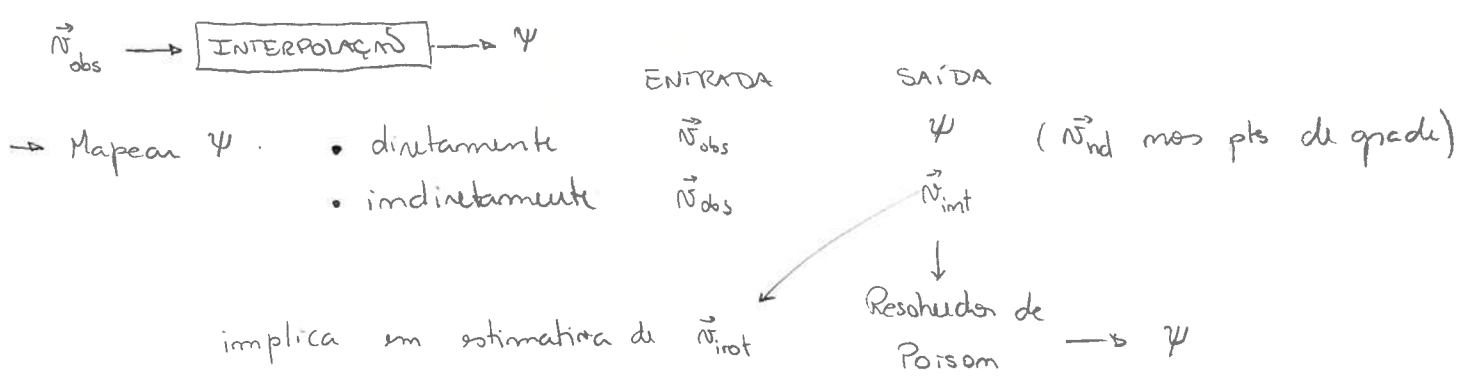 v⃗obs → INTERPOLAÇÃO → ψ
ENTRADA SAÍDA
→ Mapear ψ. • diretamente v⃗obs ψ (v⃗nd nos pts de grade)
• indiretamente v⃗obs v⃗int
↓
implica em estimativa de v⃗irot Resolvedor de
Poison → ψ